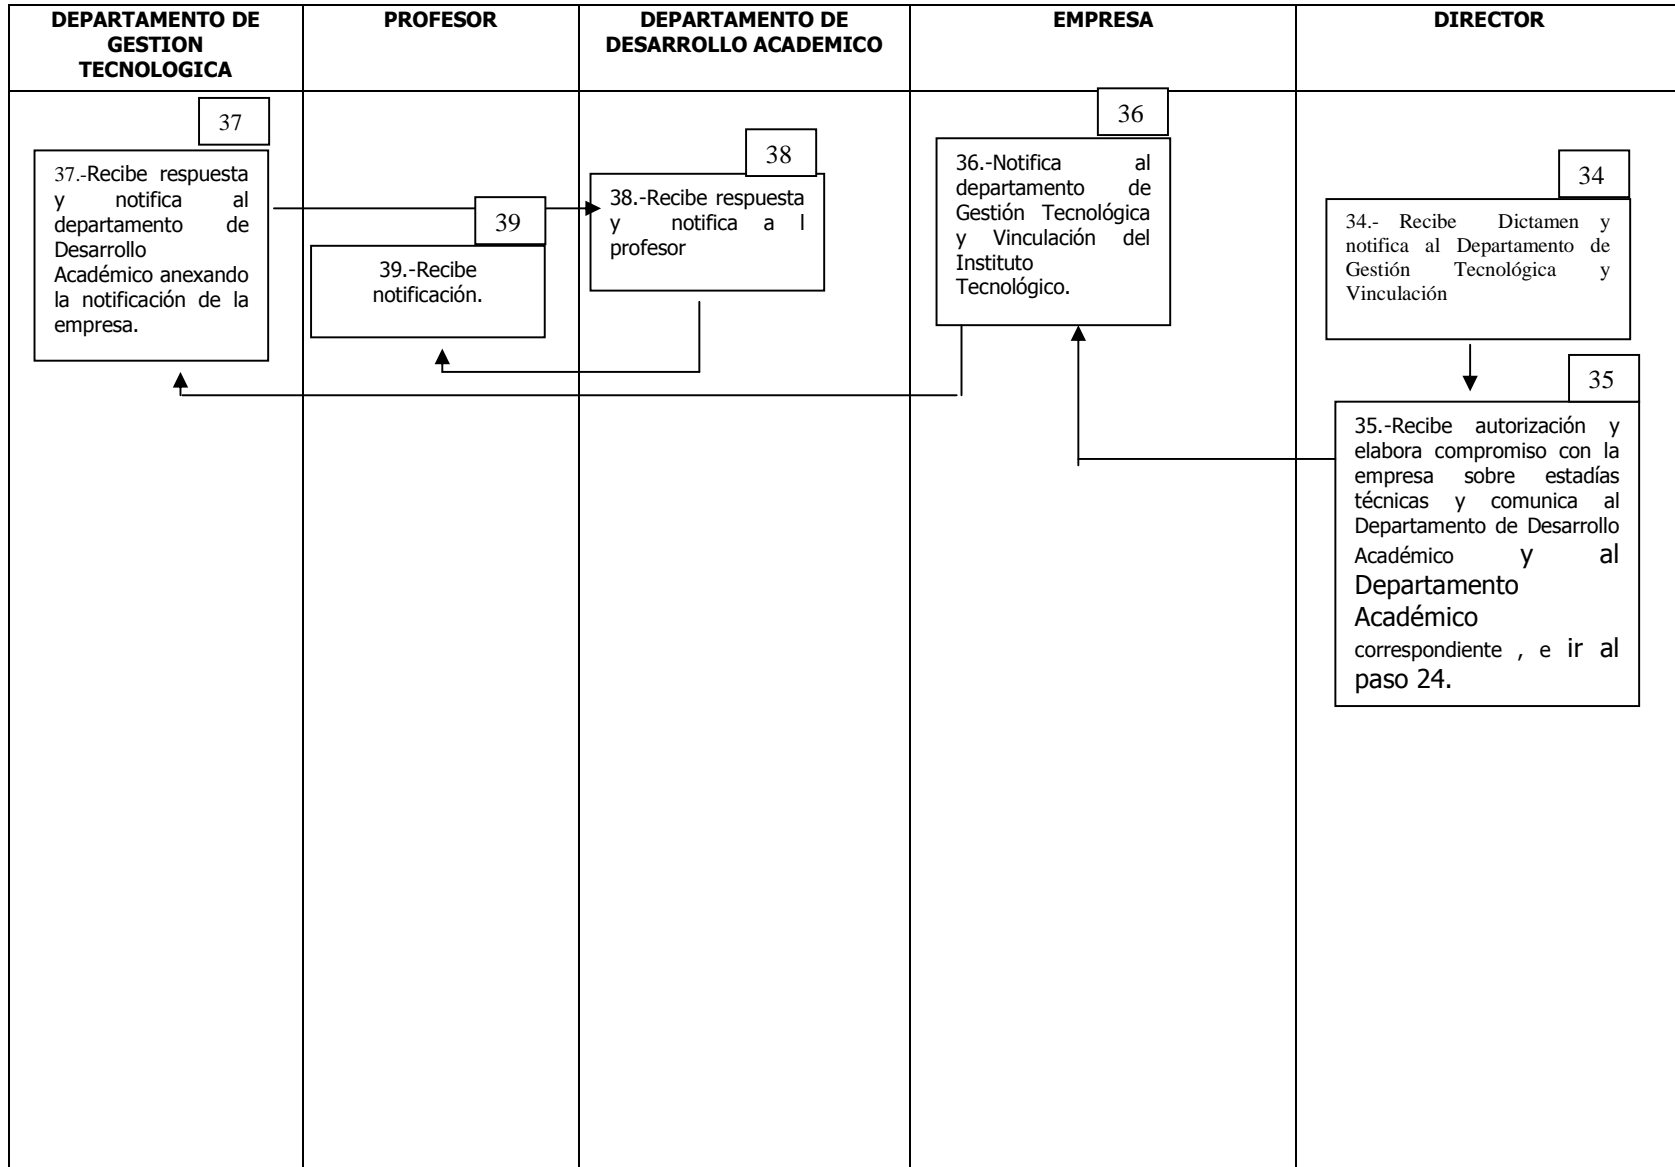 DEPARTAMENTO DE
GESTION
TECNOLOGICA
PROFESOR
DEPARTAMENTO DE
DESARROLLO ACADEMICO
EMPRESA
DIRECTOR
37
37.-Recibe respuesta
y notifica al
departamento de
Desarrollo
Académico anexando
la notificación de la
empresa.
39
39.-Recibe
notificación.
38
38.-Recibe respuesta
y notifica a l
profesor
36
36.-Notifica al
departamento de
Gestión Tecnológica
y Vinculación del
Instituto
Tecnológico.
34
34.- Recibe Dictamen y
notifica al Departamento de
Gestión Tecnológica y
Vinculación
35
35.-Recibe autorización y
elabora compromiso con la
empresa sobre estadías
técnicas y comunica al
Departamento de Desarrollo
Académico y al
Departamento
Académico
correspondiente , e ir al
paso 24.